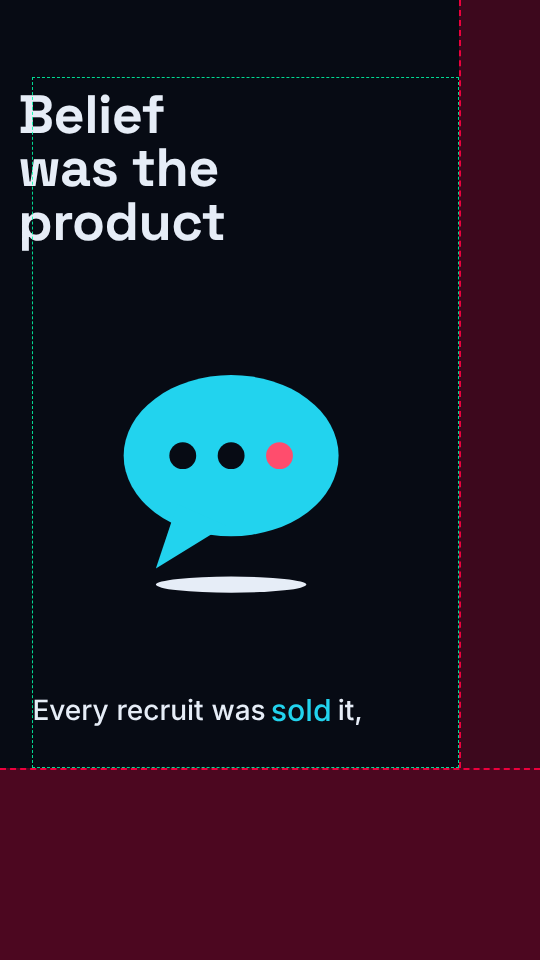 Belief
was the
product
Every recruit was sold it,